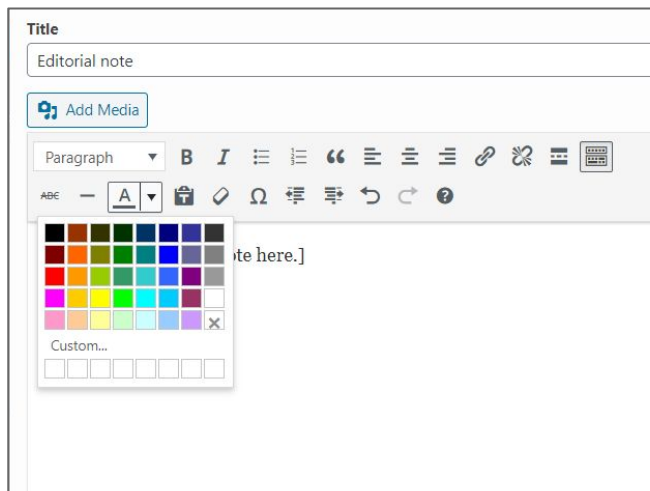 Title
Editorial note
Add Media
Paragraph B I
ABC A T Ω ?
ote here.]
Custom...